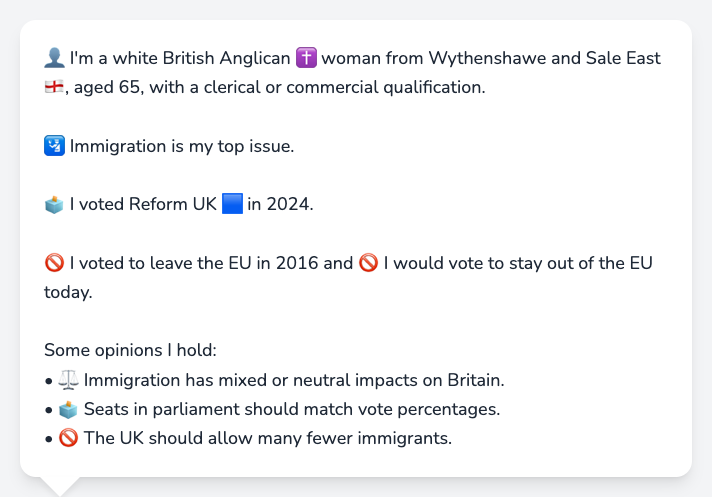 👤 I'm a white British Anglican ✝️ woman from Wythenshawe and Sale East
🏴󠁧󠁢󠁥󠁮󠁧󠁿, aged 65, with a clerical or commercial qualification.
🛂 Immigration is my top issue.
🗳️ I voted Reform UK 🟦 in 2024.
🚫 I voted to leave the EU in 2016 and 🚫 I would vote to stay out of the EU
today.
Some opinions I hold:
• ⚖️ Immigration has mixed or neutral impacts on Britain.
• 🗳️ Seats in parliament should match vote percentages.
• 🚫 The UK should allow many fewer immigrants.